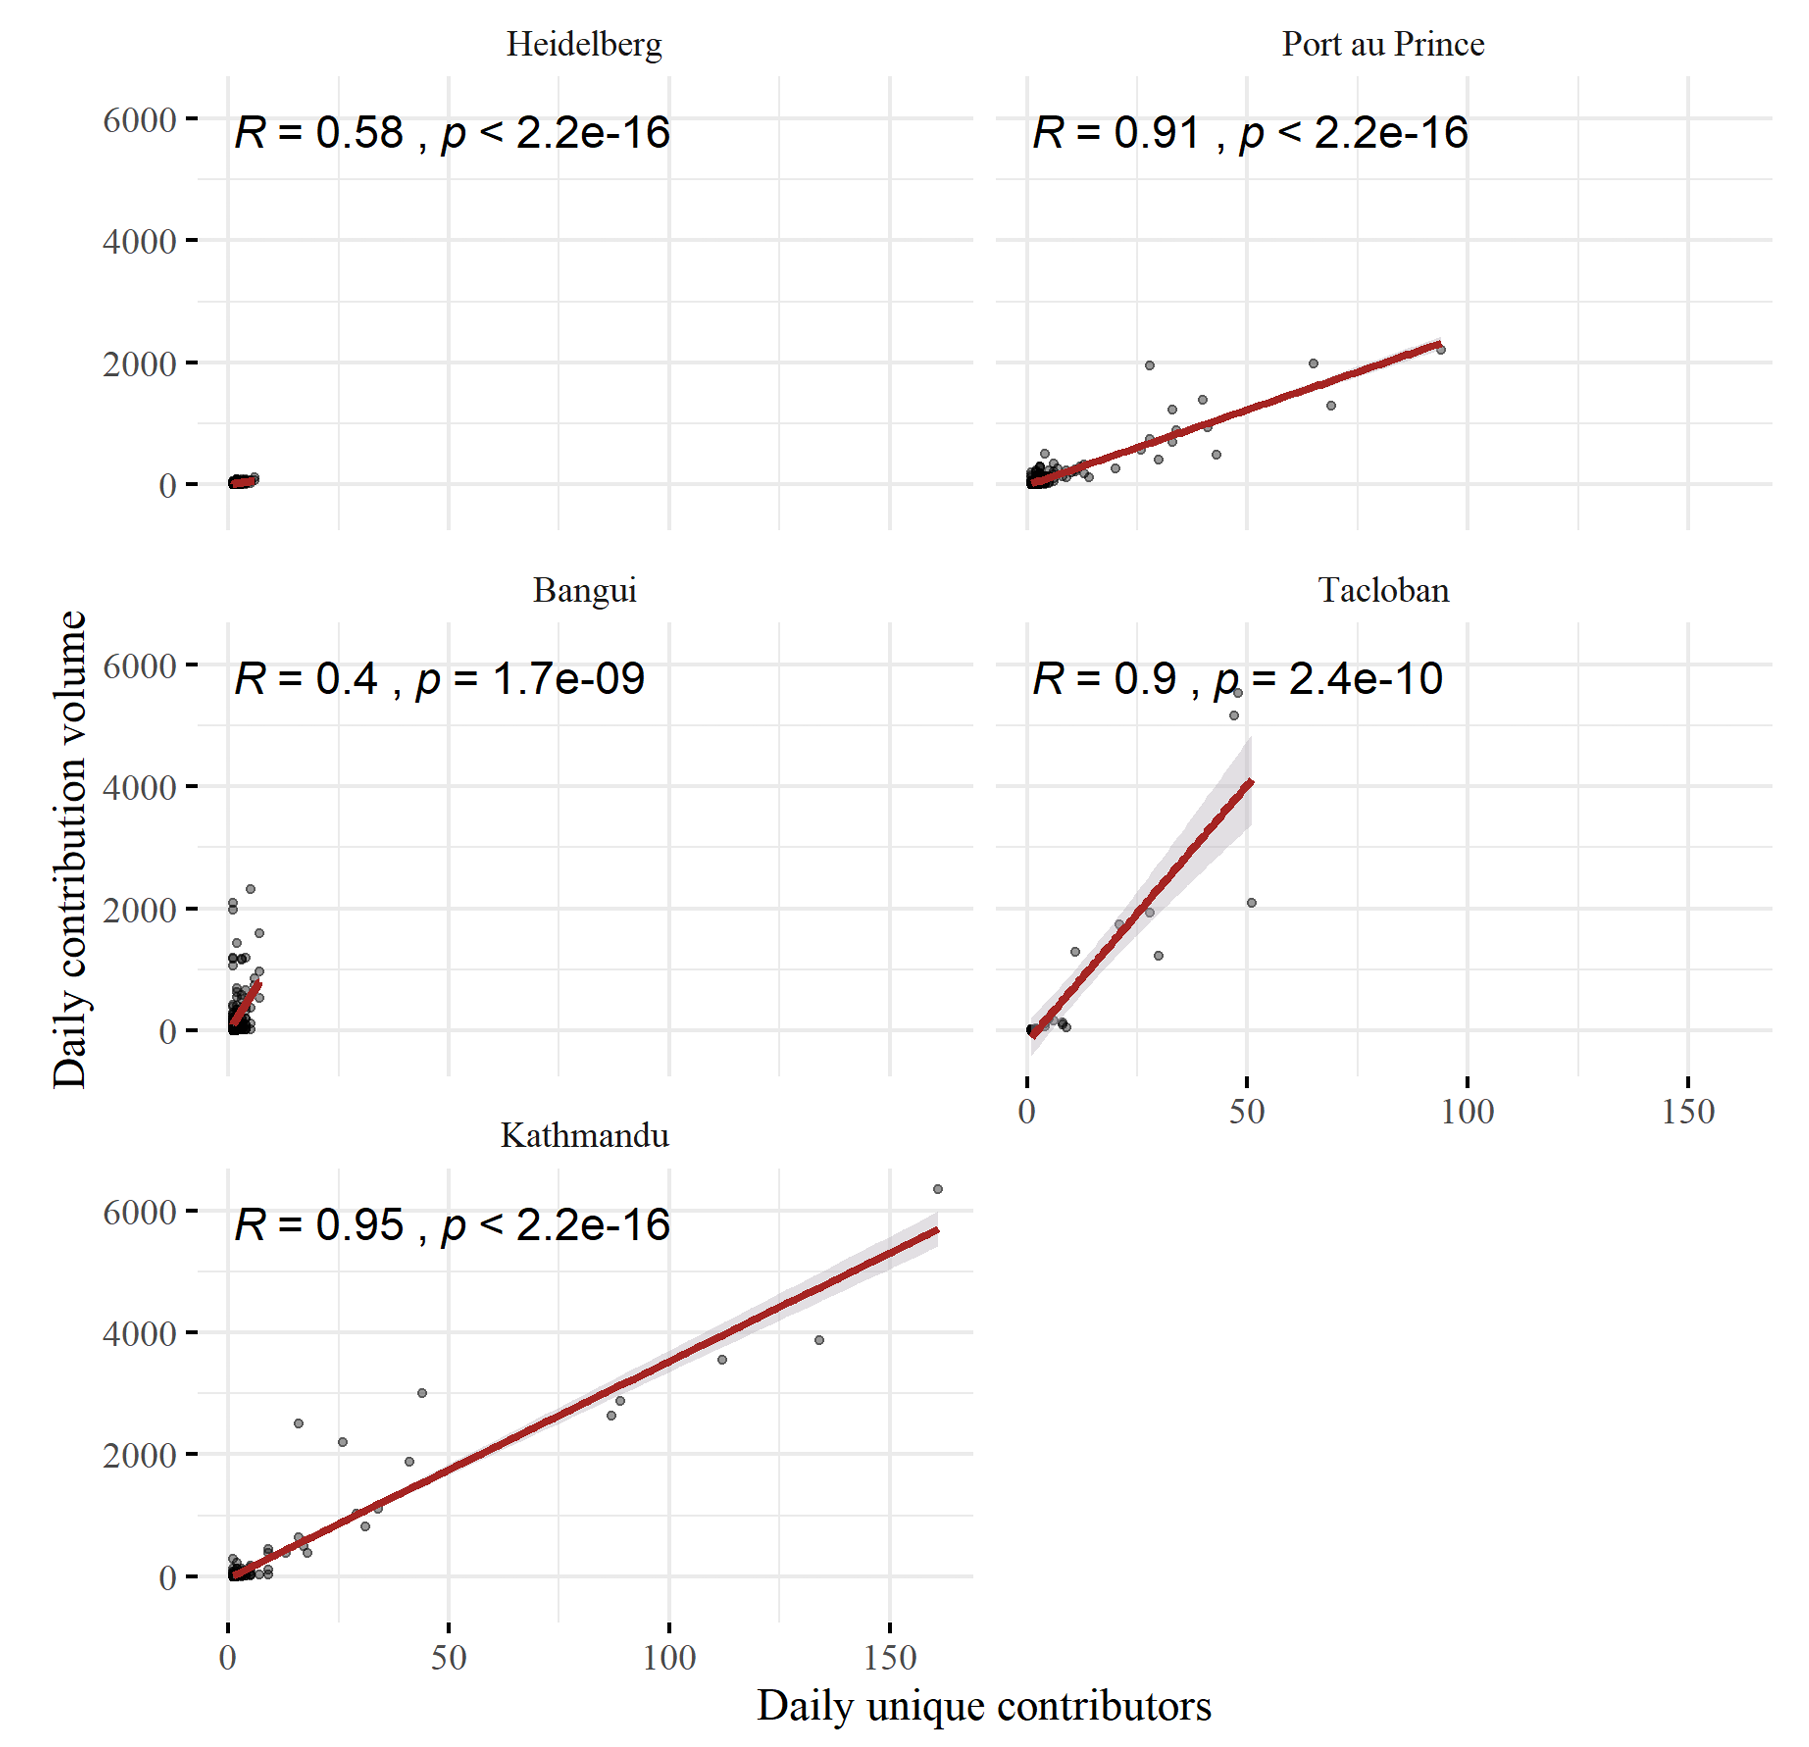 Heidelberg
R = 0.58 , p < 2.2e-16
6000
4000
2000
0
Port au Prince
R = 0.91 , p < 2.2e-16
Daily contribution volume
Bangui
R = 0.4 , p = 1.7e-09
6000
4000
2000
0
Tacloban
R = 0.9 , p = 2.4e-10
0 50 100 150
Kathmandu
R = 0.95 , p < 2.2e-16
6000
4000
2000
0
0 50 100 150
Daily unique contributors